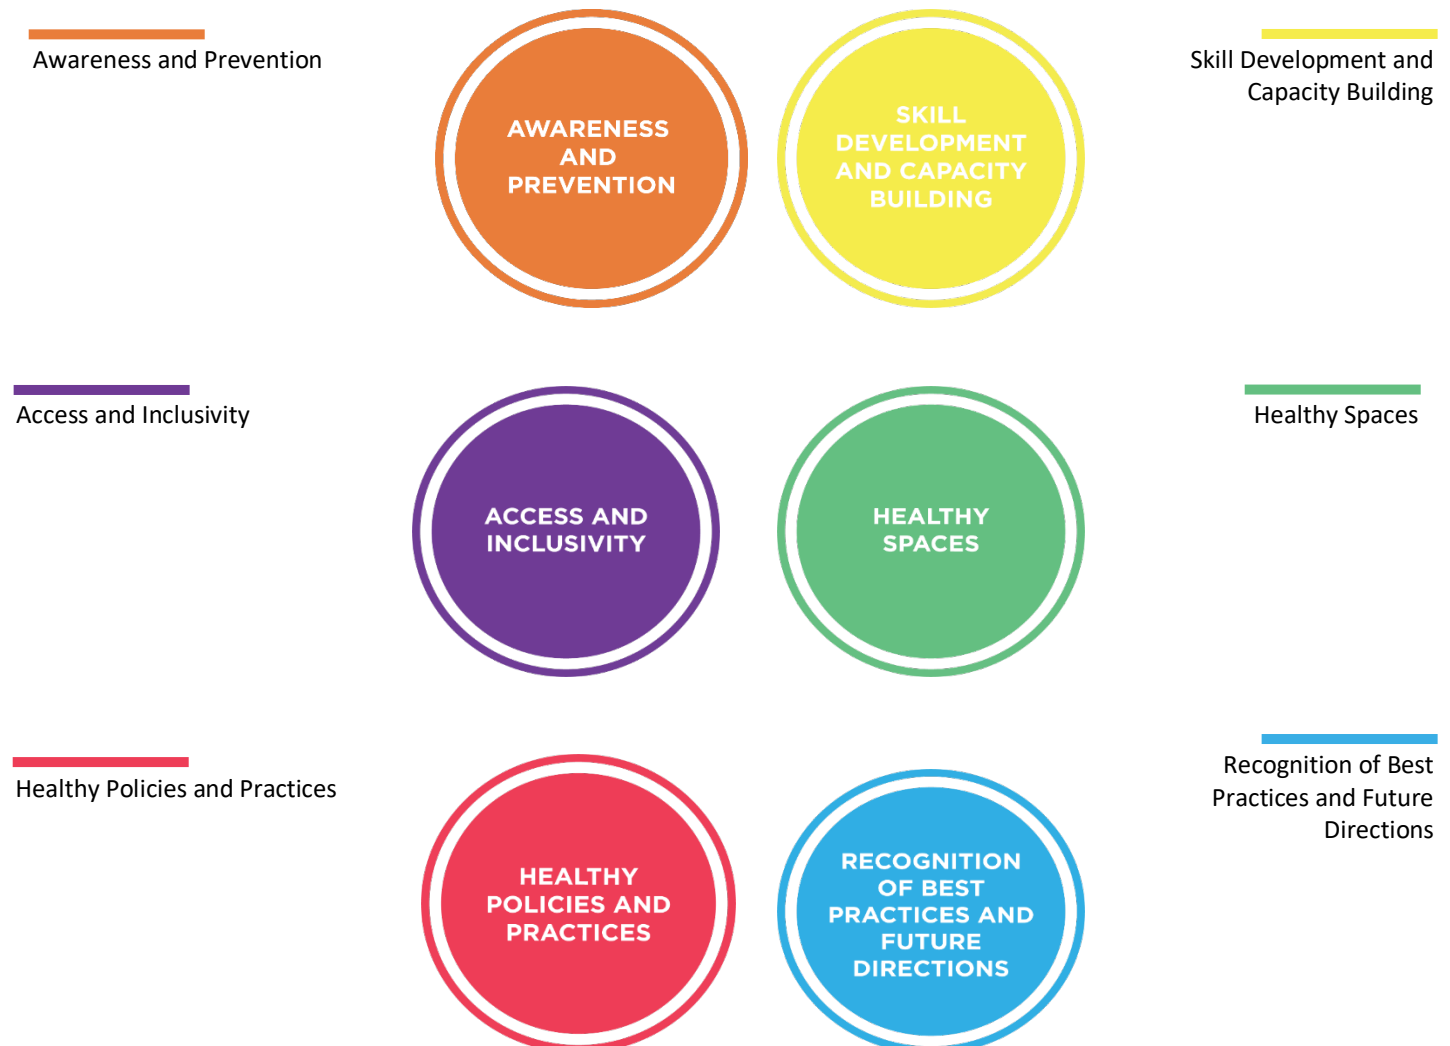 Awareness and Prevention
AWARENESS
AND
PREVENTION
SKILL
DEVELOPMENT
AND CAPACITY
BUILDING
Skill Development and
Capacity Building
Access and Inclusivity
ACCESS AND
INCLUSIVITY
HEALTHY
SPACES
Healthy Spaces
Healthy Policies and Practices
HEALTHY
POLICIES AND
PRACTICES
RECOGNITION
OF BEST
PRACTICES AND
FUTURE
DIRECTIONS
Recognition of Best
Practices and Future
Directions